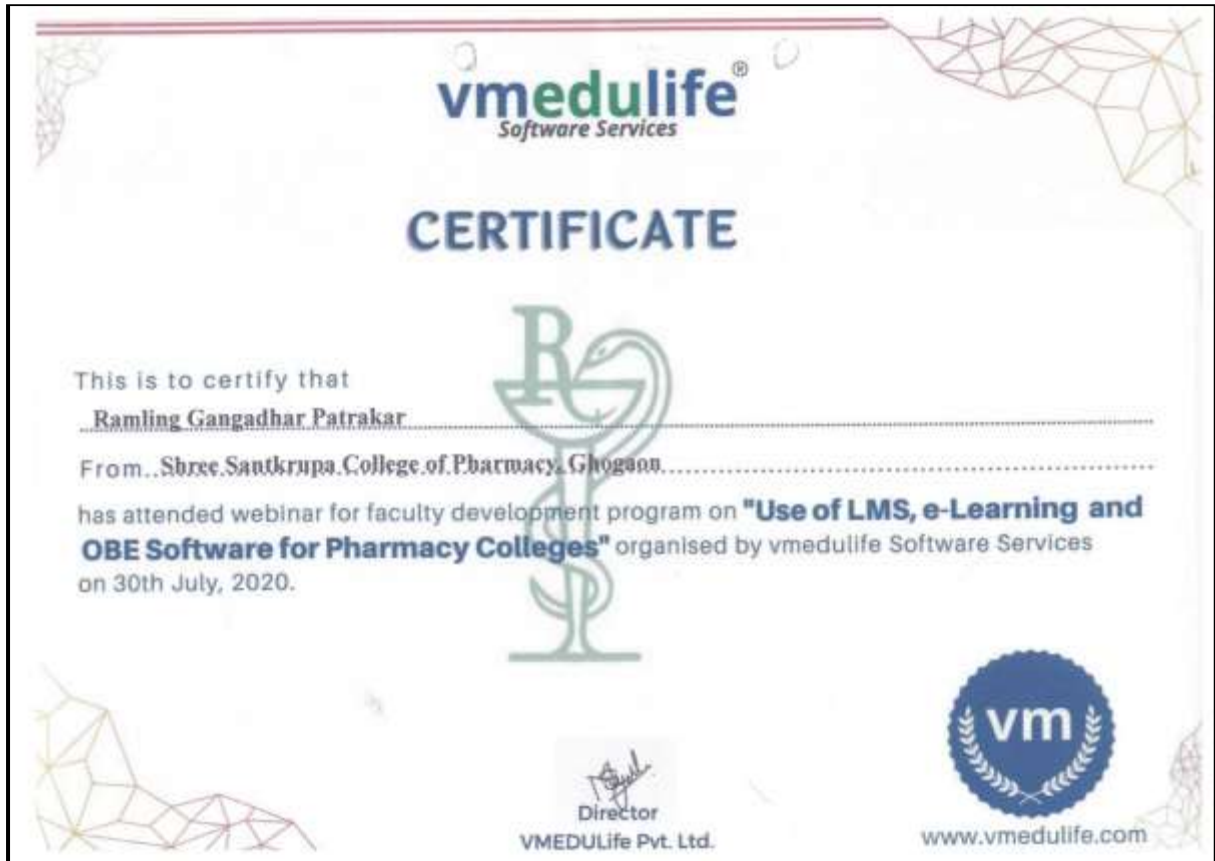 vmedulife®
Software Services
CERTIFICATE
R
This is to certify that
Ramling Gangadhar Patrakar
From..Shree Santkrupa College of Pharmacy, Ghogaon
has attended webinar for faculty development program on "Use of LMS, e-Learning and
OBE Software for Pharmacy Colleges" organised by vmedulife Software Services
on 30th July, 2020.
vm
Director
VMEDULife Pvt. Ltd.
www.vmedulife.com